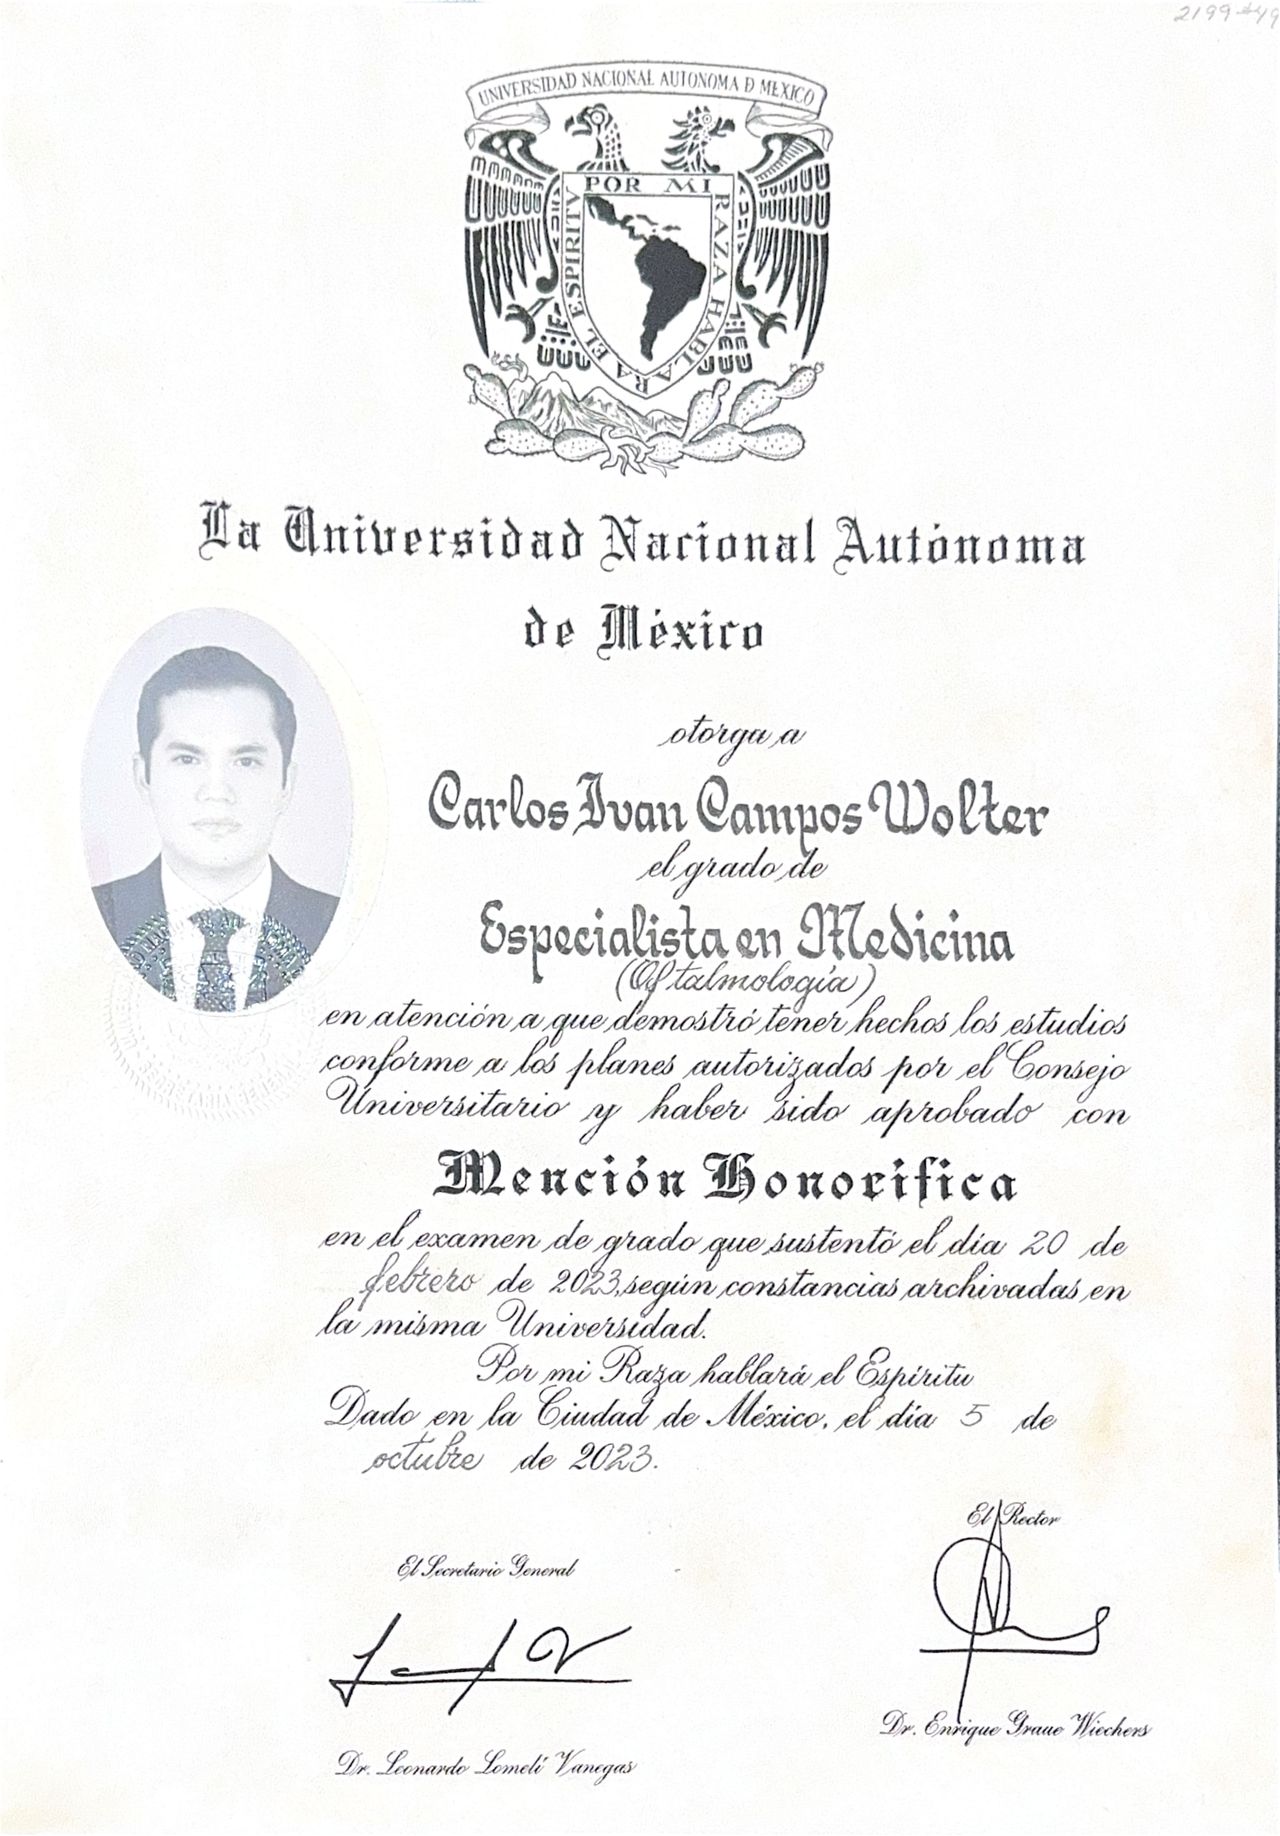 2199-49
UNIVERSIDAD NACIONAL AUTONOMA D MEXICO
POR MI RAZA HABLARA EL ESPIRITV
La Universidad Nacional Autónoma
de México
otorga a
Carlos Ivan Campos Wolter
el grado de
Especialista en Medicina
(Oftalmología)
en atención a que demostró tener hechos los estudios
conforme a los planes autorizados por el Consejo
Universitario y haber sido aprobado con
Mención Honorífica
en el examen de grado que sustentó el día 20 de
febrero de 2023, según constancias archivadas en
la misma Universidad.
Por mi Raza hablará el Espíritu
Dado en la Ciudad de México, el día 5 de
octubre de 2023.
El Rector
El Secretario General
Dr. Enrique Graue Wiechers
Dr. Leonardo Lomelí Vanegas